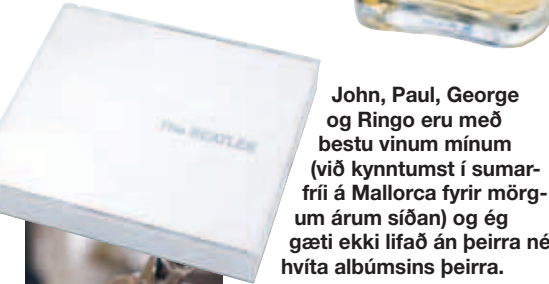 The BEATLES
John, Paul, George
og Ringo eru með
bestu vinum mínum
(við kynntumst í sumar-
fríi á Mallorca fyrir mörg-
um árum síðan) og ég
gæti ekki lifað án þeirra né
hvíta albúmsins þeirra.